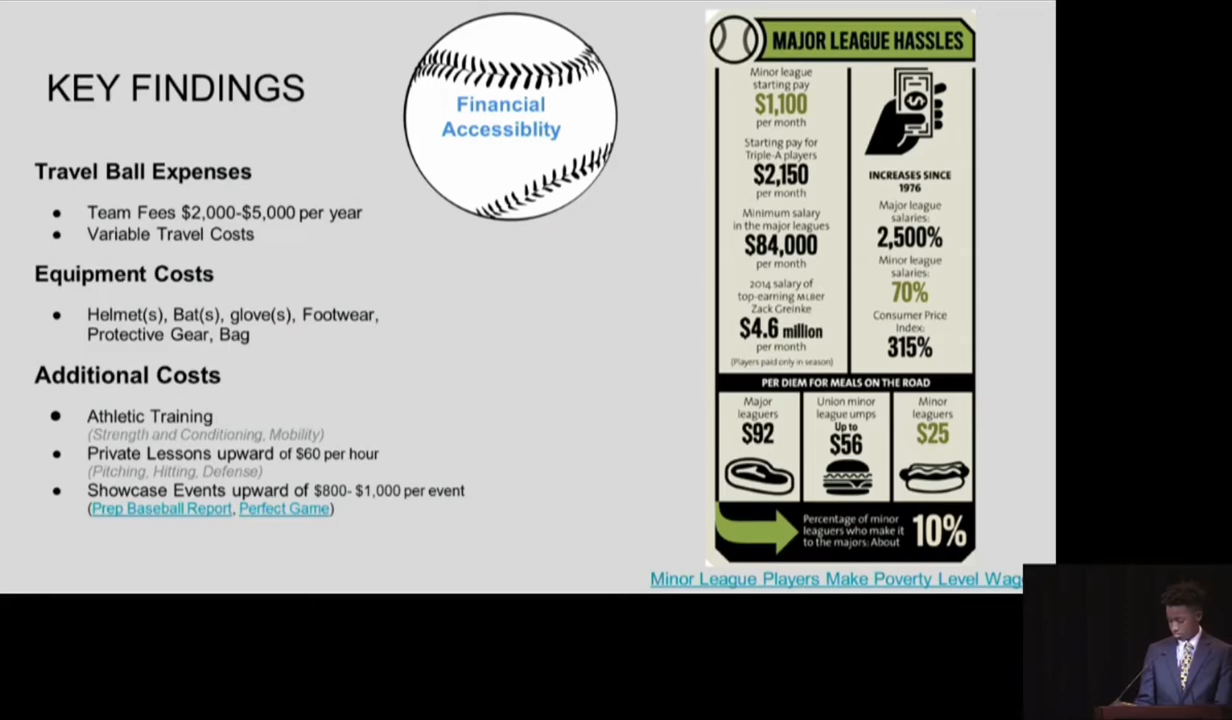 KEY FINDINGS
Financial
Accessiblity
Travel Ball Expenses
● Team Fees $2,000-$5,000 per year
● Variable Travel Costs
Equipment Costs
● Helmet(s), Bat(s), glove(s), Footwear,
Protective Gear, Bag
Additional Costs
● Athletic Training
(Strength and Conditioning, Mobility)
● Private Lessons upward of $60 per hour
(Pitching, Hitting, Defense)
● Showcase Events upward of $800- $1,000 per event
(Prep Baseball Report, Perfect Game)
MAJOR LEAGUE HASSLES
Minor league
starting pay
$1,100
per month
Starting pay for
Triple-A players
$2,150
per month
Minimum salary
in the major leagues
$84,000
per month
2014 salary of
top-earning MLBer
Zack Greinke
$4.6 million
per month
(Players paid only in season)
INCREASES SINCE
1976
Major league
salaries:
2,500%
Minor league
salaries:
70%
Consumer Price
Index:
315%
PER DIEM FOR MEALS ON THE ROAD
Major
leaguers
$92
Union minor
league umps
Up to
$56
Minor
leaguers
$25
Percentage of minor
leaguers who make it
to the majors: About
10%
Minor League Players Make Poverty Level Wag